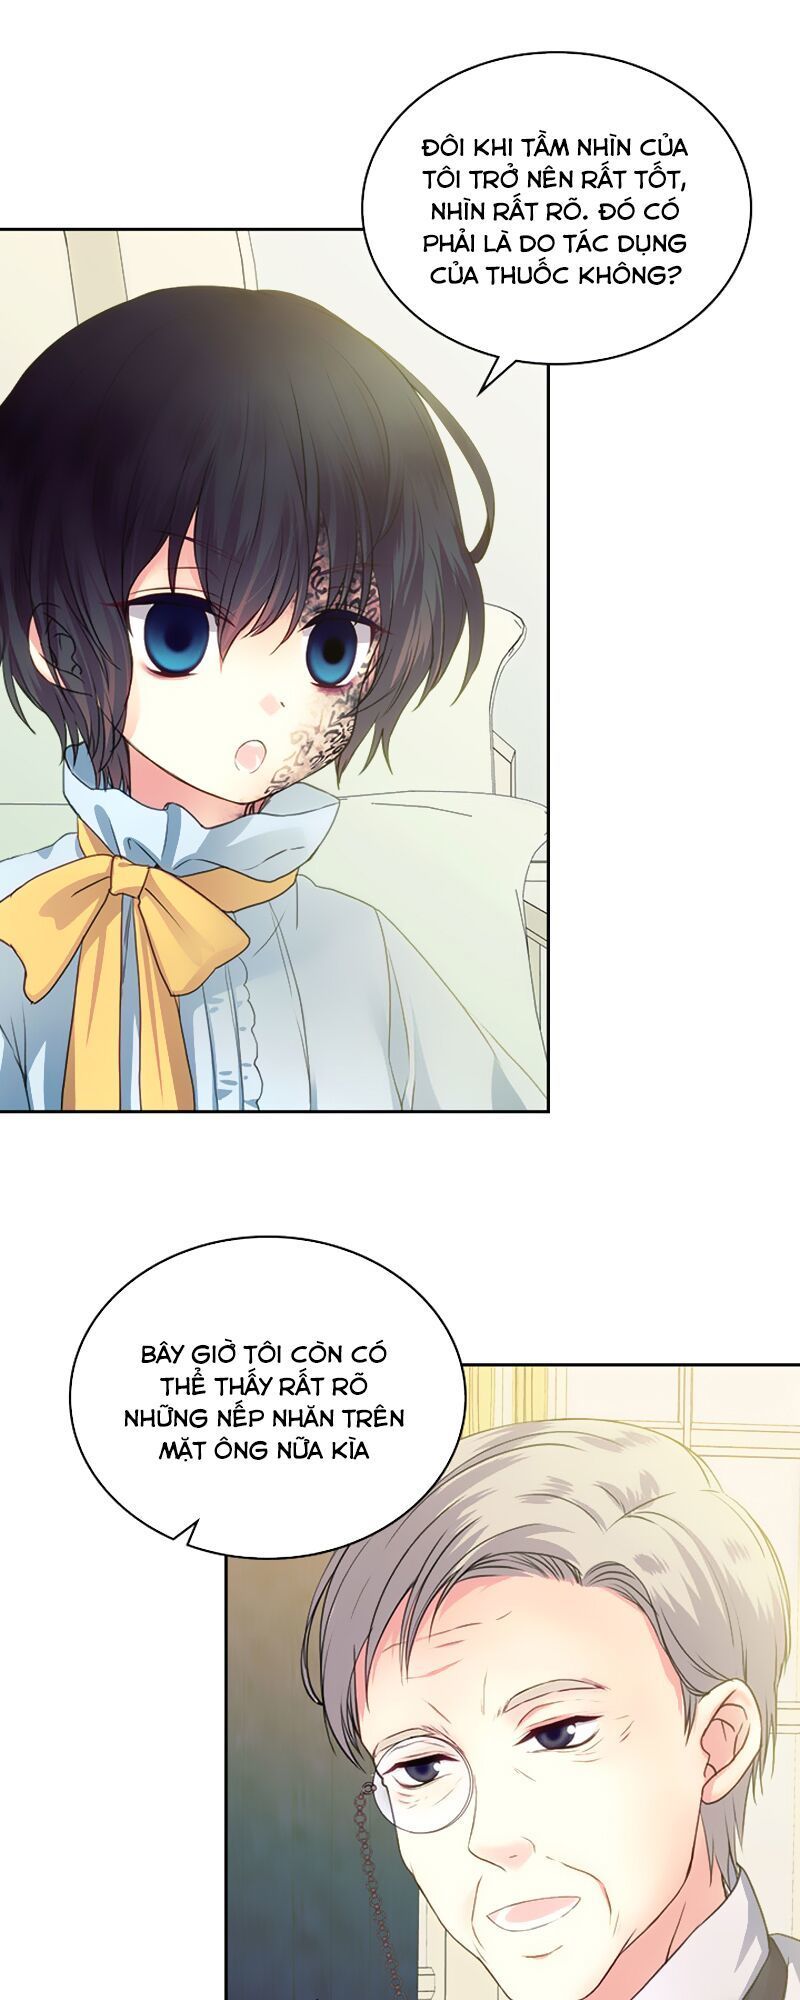 ĐÔI KHI TẦM NHÌN CỦA
TÔI TRỞ NÊN RẤT TỐT,
NHÌN RẤT RÕ. ĐÓ CÓ
PHẢI LÀ DO TÁC DỤNG
CỦA THUỐC KHÔNG?
BÂY GIỜ TÔI CÒN CÓ
THỂ THẤY RẤT RÕ
NHỮNG NẾP NHĂN TRÊN
MẶT ÔNG NỮA KÌA